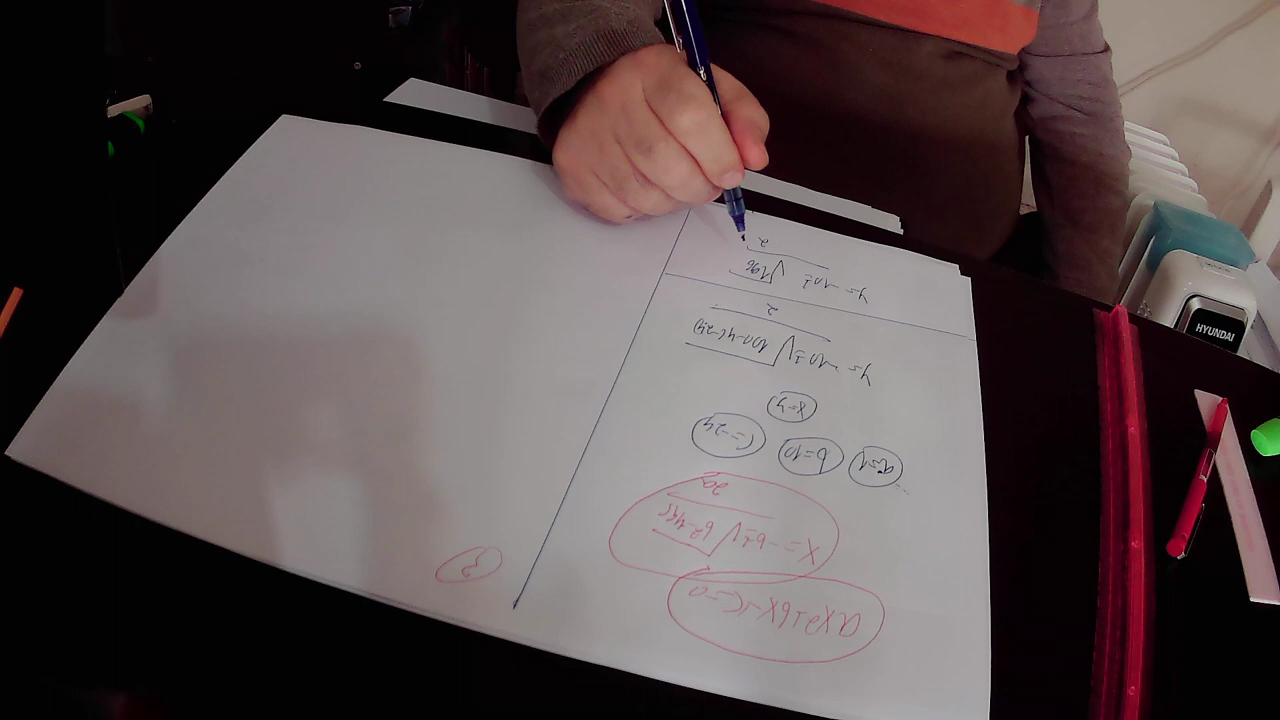 ax2+bx+c=0
x=-b±√b2-4ac
2a
a=1 b=10 c=-24
x=y
y=-10±√100-4(-24)
2
y=-10±√196
2
3
HYUNDAI